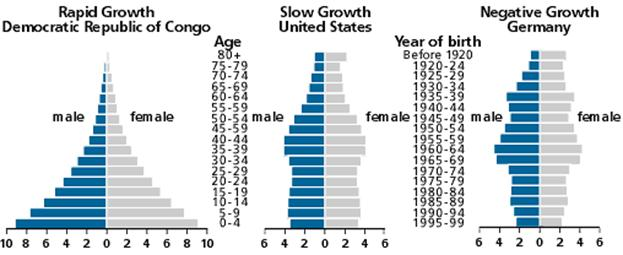 Rapid Growth
Democratic Republic of Congo
Slow Growth
United States
Negative Growth
Germany
Age
80+
75-79
70-74
65-69
60-64
55-59
50-54
45-59
40-44
35-39
30-34
25-29
20-24
15-19
10-14
5-9
0-4
Year of birth
Before 1920
1920-24
1925-29
1930-34
1935-39
1940-44
1945-49
1950-54
1955-59
1960-64
1965-69
1970-74
1975-79
1980-84
1985-89
1990-94
1995-99
male female
male female
male female
10 8 6 4 2 0 2 4 6 8 10
6 4 2 0 2 4 6
6 4 2 0 2 4 6